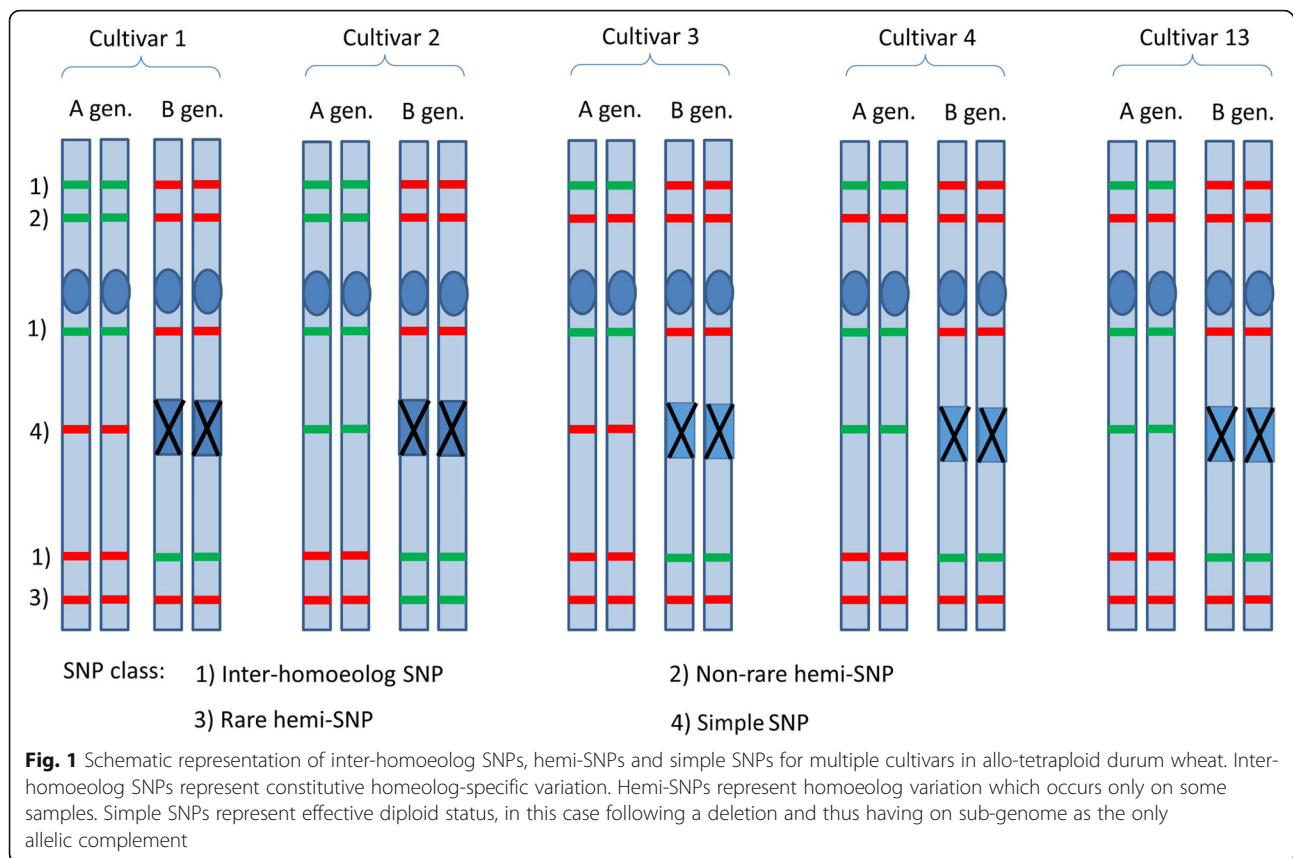 Cultivar 1 Cultivar 2 Cultivar 3 Cultivar 4 Cultivar 13
A gen. B gen. A gen. B gen. A gen. B gen. A gen. B gen. A gen. B gen.
1)
2)
1)
4)
1)
3)
SNP class: 1) Inter-homoeolog SNP 2) Non-rare hemi-SNP
3) Rare hemi-SNP 4) Simple SNP
Fig. 1 Schematic representation of inter-homoeolog SNPs, hemi-SNPs and simple SNPs for multiple cultivars in allo-tetraploid durum wheat. Inter-
homoeolog SNPs represent constitutive homeolog-specific variation. Hemi-SNPs represent homoeolog variation which occurs only on some
samples. Simple SNPs represent effective diploid status, in this case following a deletion and thus having on sub-genome as the only
allelic complement